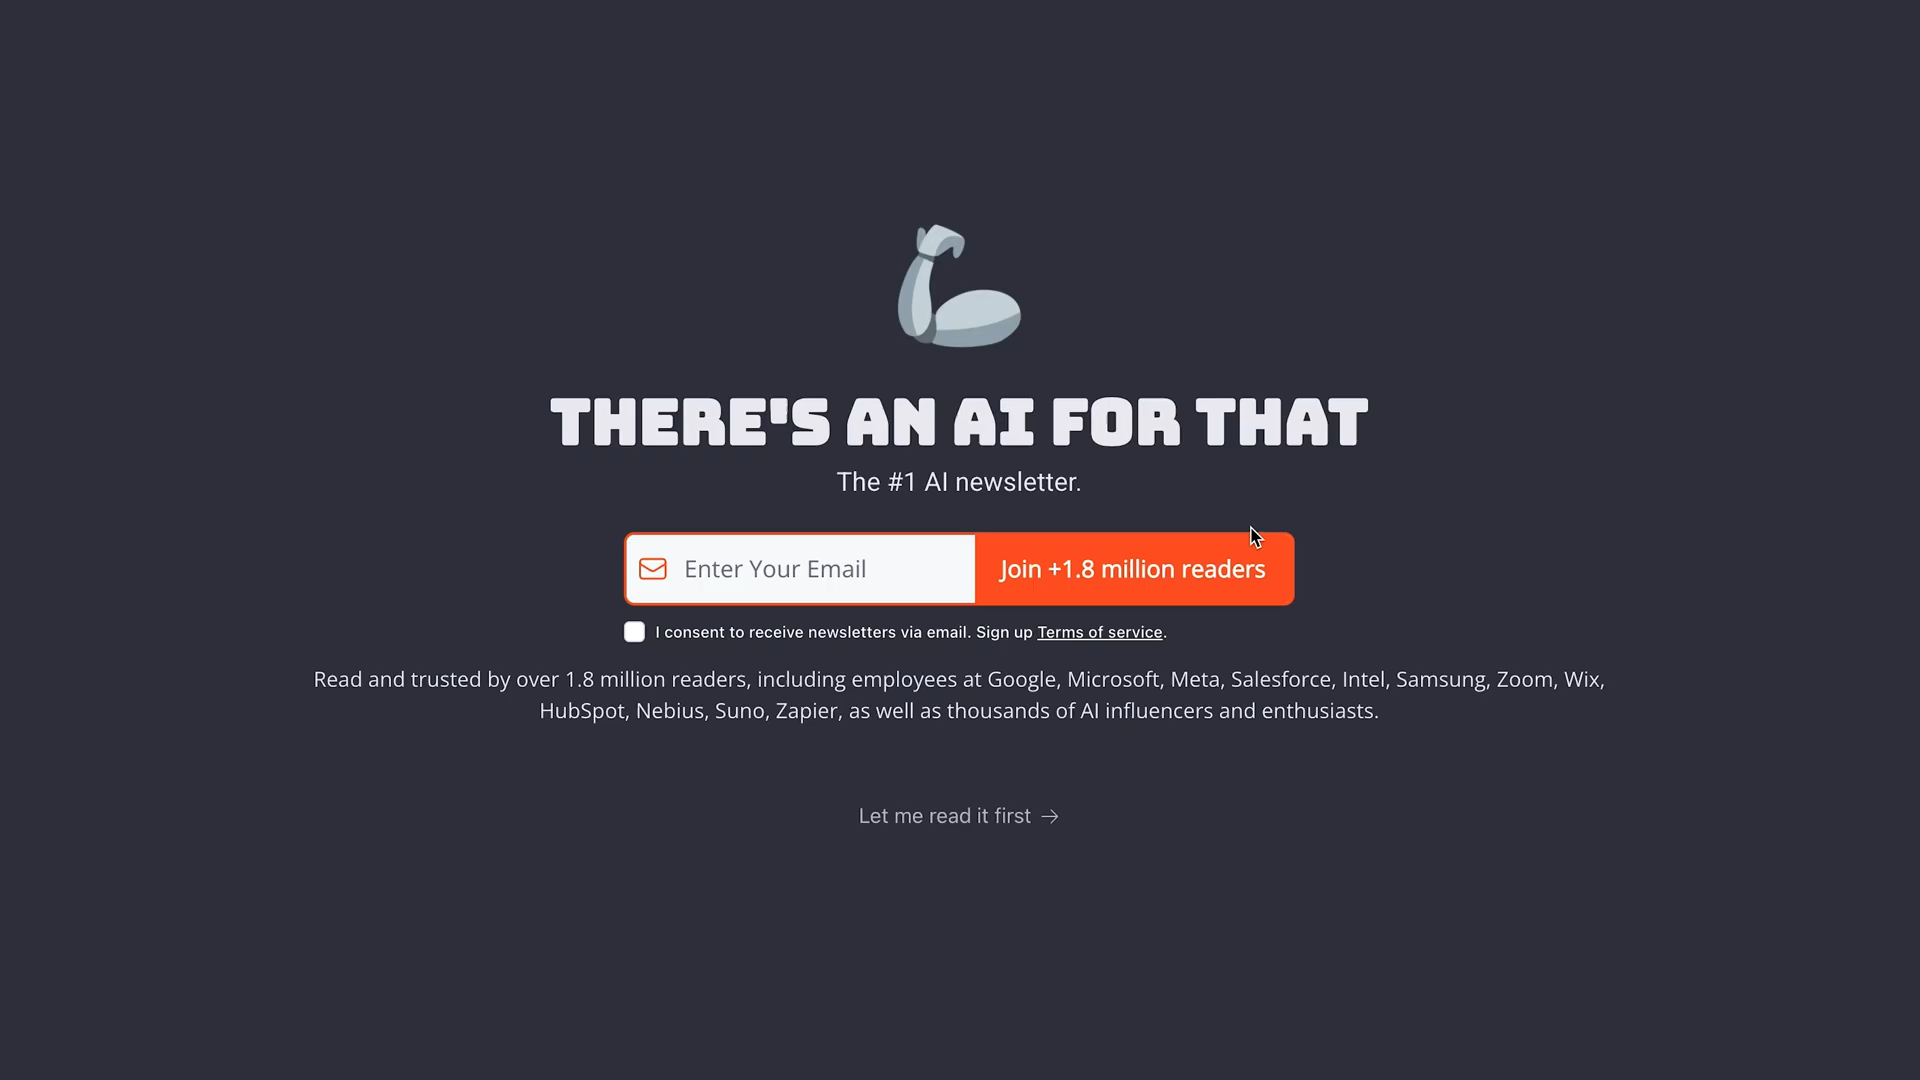 THERE'S AN AI FOR THAT
The #1 AI newsletter.
Enter Your Email
Join +1.8 million readers
I consent to receive newsletters via email. Sign up Terms of service.
Read and trusted by over 1.8 million readers, including employees at Google, Microsoft, Meta, Salesforce, Intel, Samsung, Zoom, Wix,
HubSpot, Nebius, Suno, Zapier, as well as thousands of AI influencers and enthusiasts.
Let me read it first →